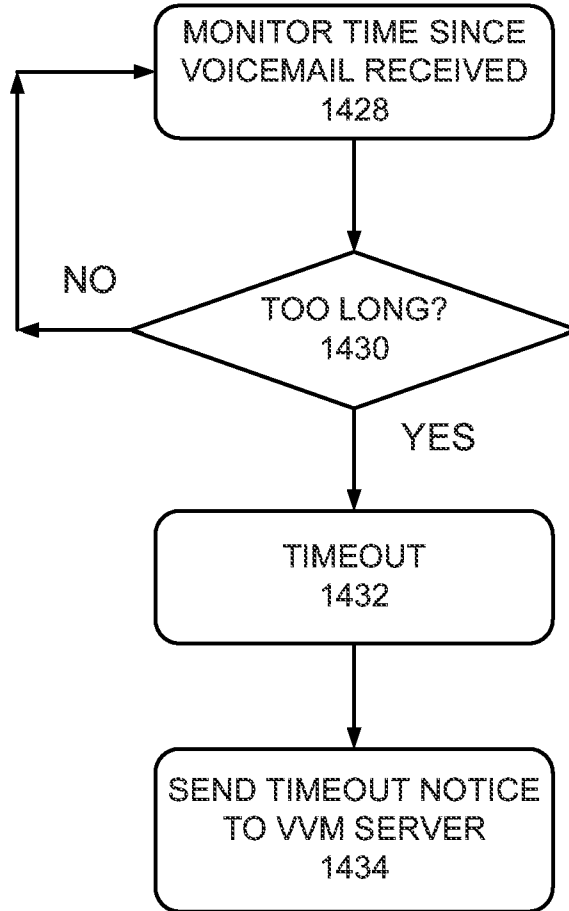 MONITOR TIME SINCE
VOICEMAIL RECEIVED
1428
NO
TOO LONG?
1430
YES
TIMEOUT
1432
SEND TIMEOUT NOTICE
TO VVM SERVER
1434